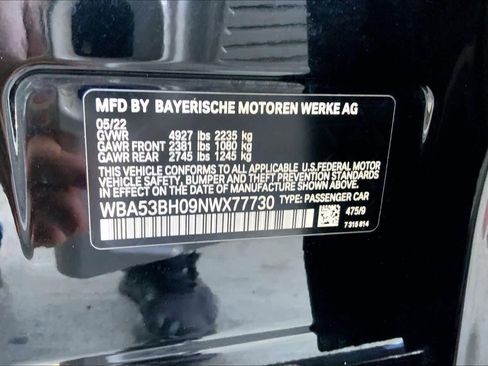 MFD BY BAYERISCHE MOTOREN WERKE AG
05/22
GVWR 4927 lbs 2235 kg
GAWR FRONT 2381 lbs 1080 kg
GAWR REAR 2745 lbs 1245 kg
THIS VEHICLE CONFORMS TO ALL APPLICABLE U.S.FEDERAL MOTOR
VEHICLE SAFETY, BUMPER AND THEFT PREVENTION STANDARDS
IN EFFECT ON THE DATE OF MANUFACTURE SHOWN ABOVE.
WBA53BH09NWX77730 TYPE: PASSENGER CAR
475/9
7 315 814